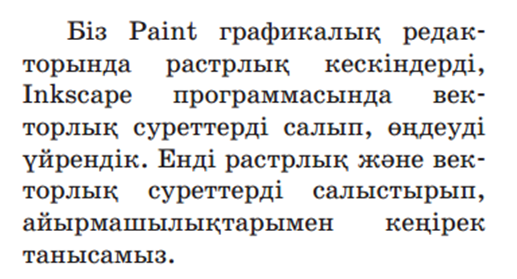 Біз Paint графикалық редак-
торында растрлық кескіндерді,
Inkscape программасында век-
торлық суреттерді салып, өңдеуді
үйрендік. Енді растрлық және век-
торлық суреттерді салыстырып,
айырмашылықтарымен кеңірек
танысамыз.